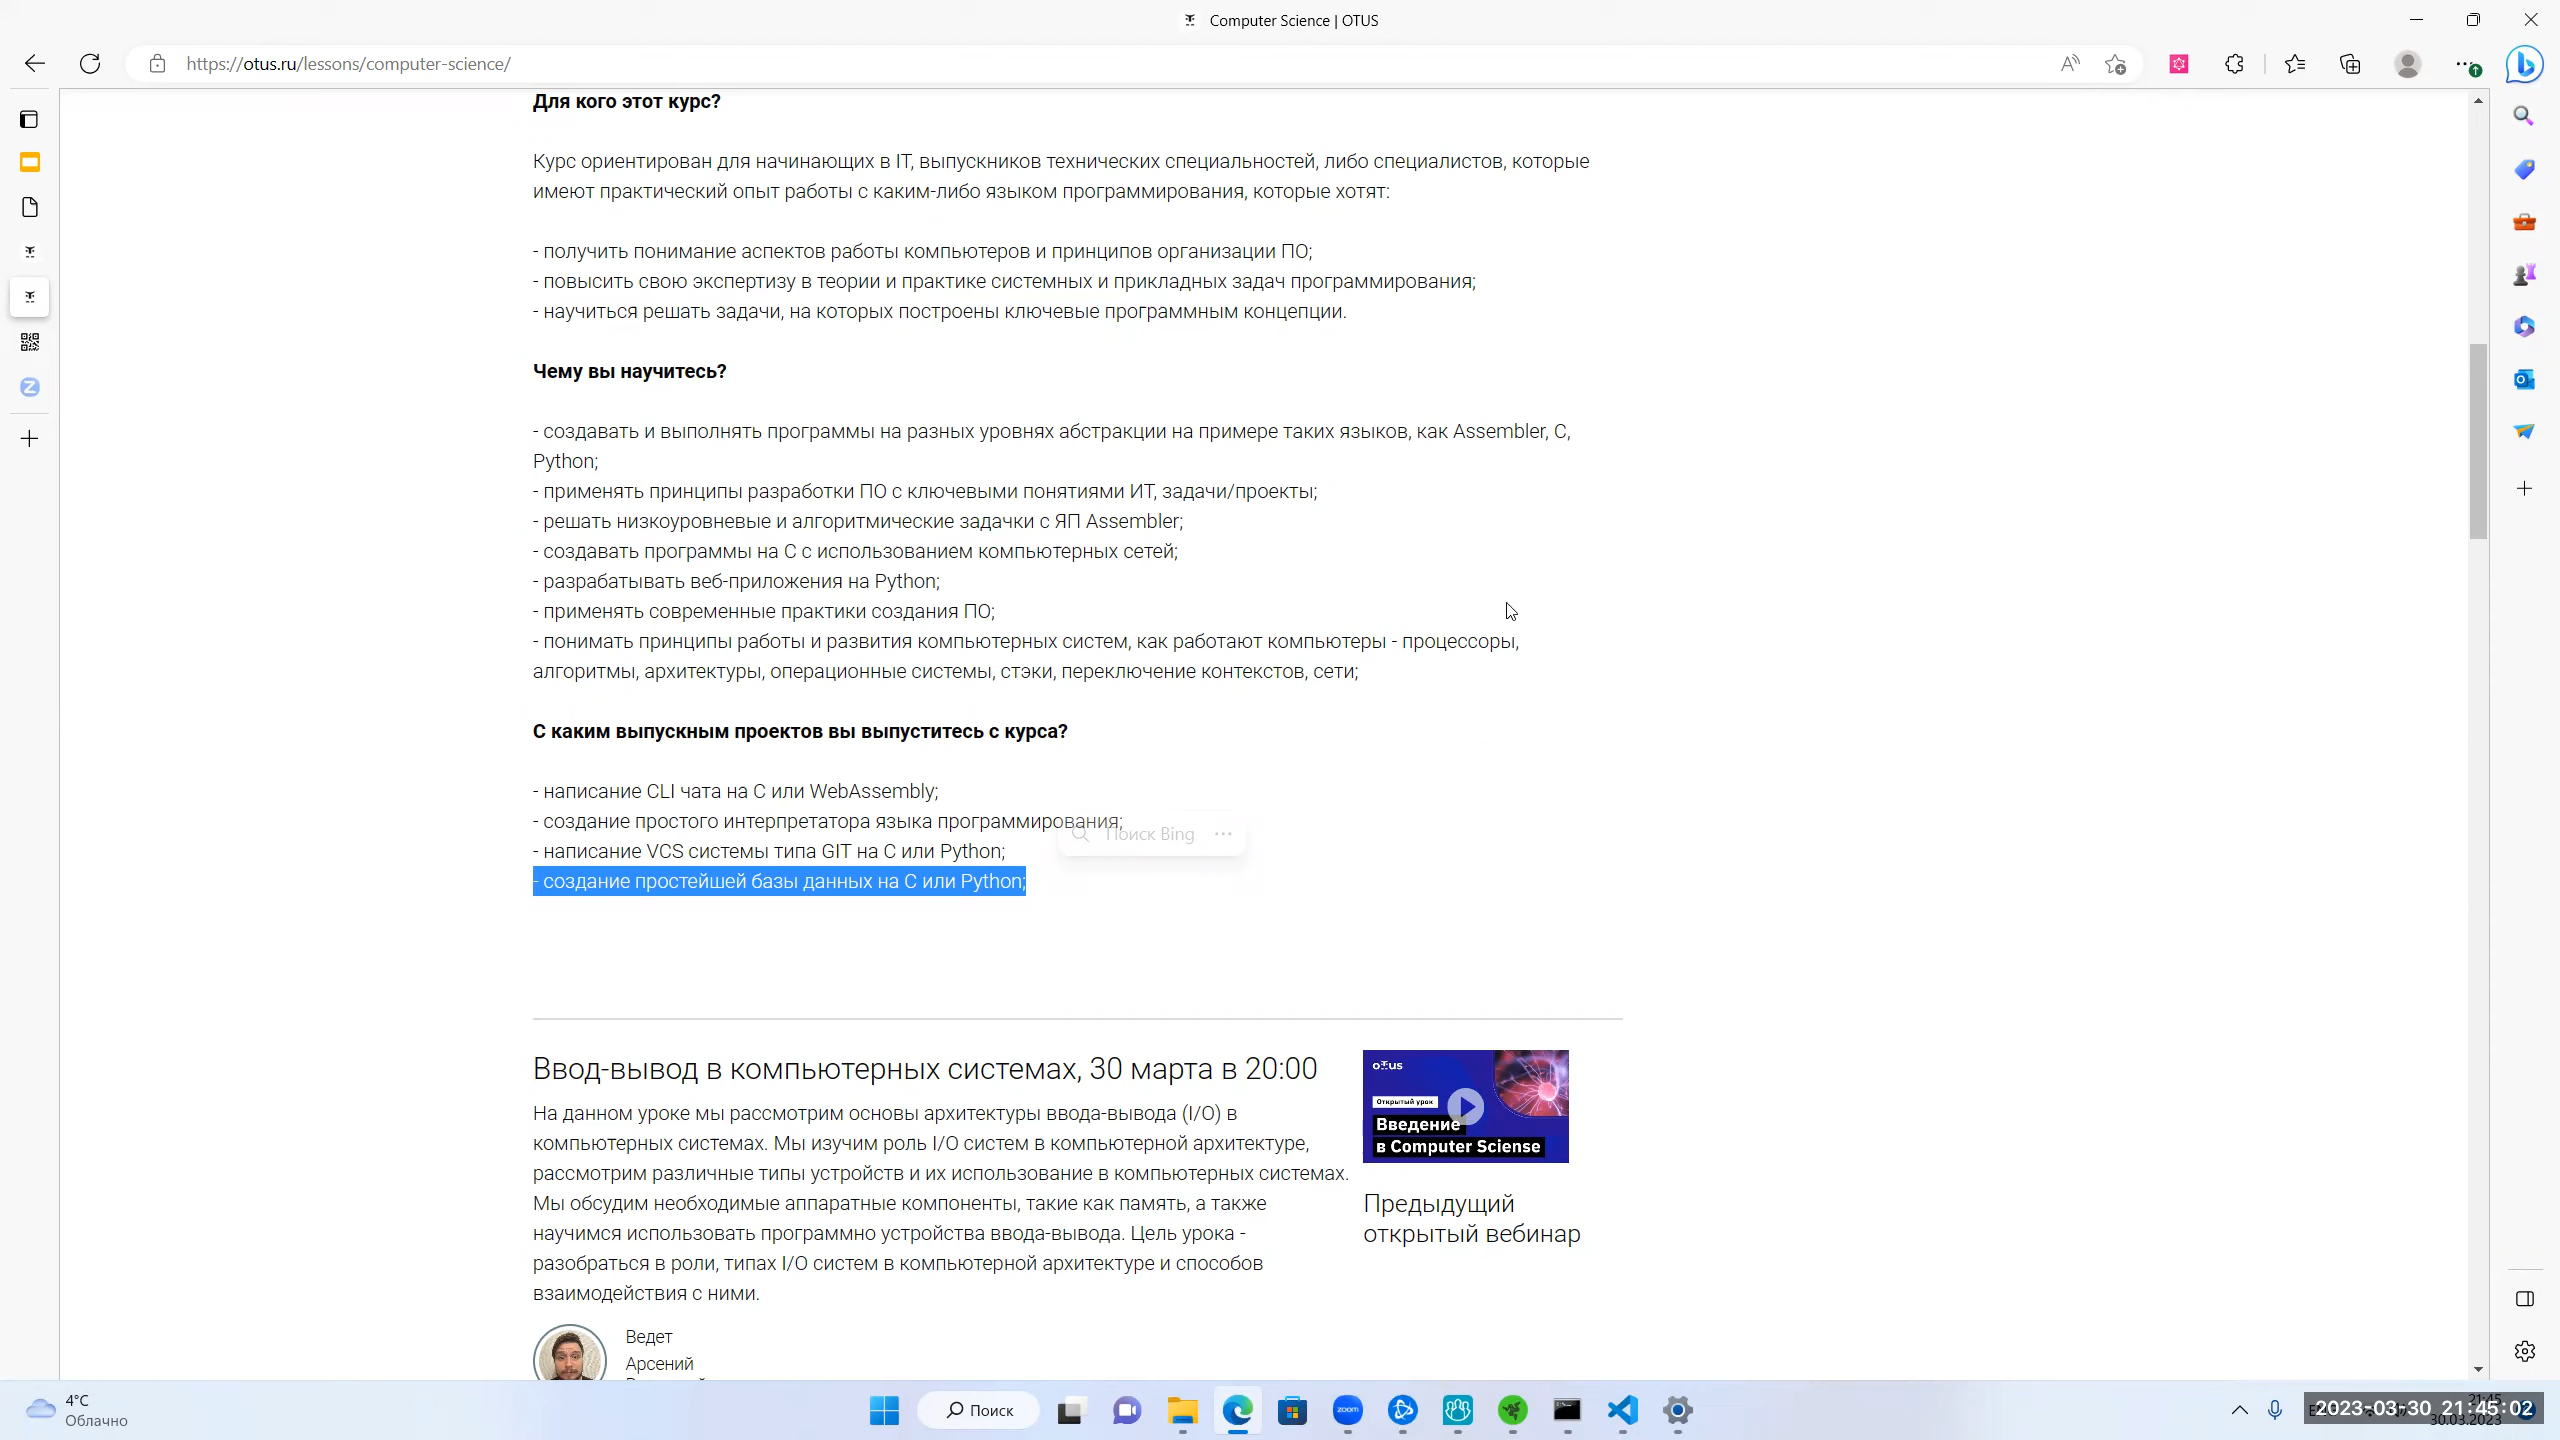 Computer Science | OTUS
https://otus.ru/lessons/computer-science/
Для кого этот курс?
Курс ориентирован для начинающих в IT, выпускников технических специальностей, либо специалистов, которые
имеют практический опыт работы с каким-либо языком программирования, которые хотят:
- получить понимание аспектов работы компьютеров и принципов организации ПО;
- повысить свою экспертизу в теории и практике системных и прикладных задач программирования;
- научиться решать задачи, на которых построены ключевые программным концепции.
Чему вы научитесь?
- создавать и выполнять программы на разных уровнях абстракции на примере таких языков, как Assembler, C,
Python;
- применять принципы разработки ПО с ключевыми понятиями ИТ, задачи/проекты;
- решать низкоуровневые и алгоритмические задачки с ЯП Assembler;
- создавать программы на C с использованием компьютерных сетей;
- разрабатывать веб-приложения на Python;
- применять современные практики создания ПО;
- понимать принципы работы и развития компьютерных систем, как работают компьютеры - процессоры,
алгоритмы, архитектуры, операционные системы, стэки, переключение контекстов, сети;
С каким выпускным проектов вы выпуститесь с курса?
- написание CLI чата на C или WebAssembly;
- создание простого интерпретатора языка программирования;
Поиск Bing
- написание VCS системы типа GIT на C или Python;
- создание простейшей базы данных на C или Python;
Ввод-вывод в компьютерных системах, 30 марта в 20:00
На данном уроке мы рассмотрим основы архитектуры ввода-вывода (I/O) в
компьютерных системах. Мы изучим роль I/O систем в компьютерной архитектуре,
рассмотрим различные типы устройств и их использование в компьютерных системах.
Мы обсудим необходимые аппаратные компоненты, такие как память, а также
научимся использовать программно устройства ввода-вывода. Цель урока -
разобраться в роли, типах I/O систем в компьютерной архитектуре и способов
взаимодействия с ними.
Ведет
Арсений
OTUS
Открытый урок
Введение
в Computer Sciense
Предыдущий
открытый вебинар
4°C
Облачно
Поиск
zoom
21:45
30.03.2023
2023-03-30 21:45:02